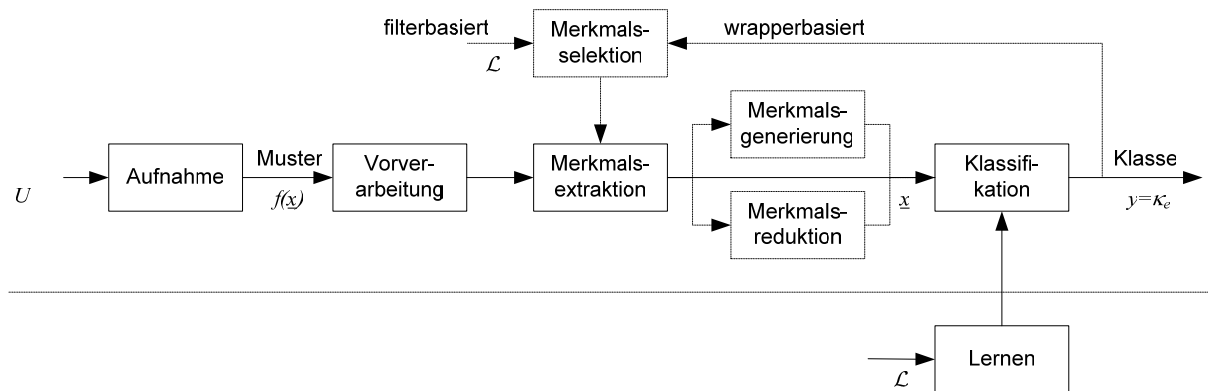 filterbasiert
ℒ
Merkmals-
selektion
wrapperbasiert
Merkmals-
generierung
U
Aufnahme
Muster
f(x)
Vorver-
arbeitung
Merkmals-
extraktion
Merkmals-
reduktion
x
Klassifi-
kation
Klasse
y=κe
ℒ
Lernen